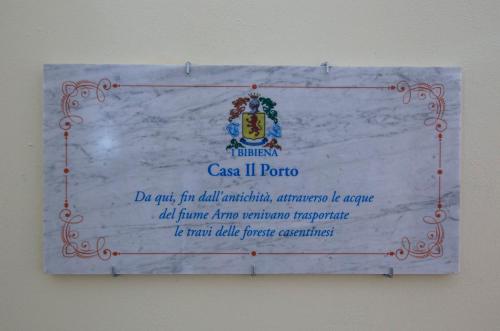 I BIBIENA
Casa Il Porto
Da qui, fin dall'antichità, attraverso le acque
del fiume Arno venivano trasportate
le travi delle foreste casentinesi